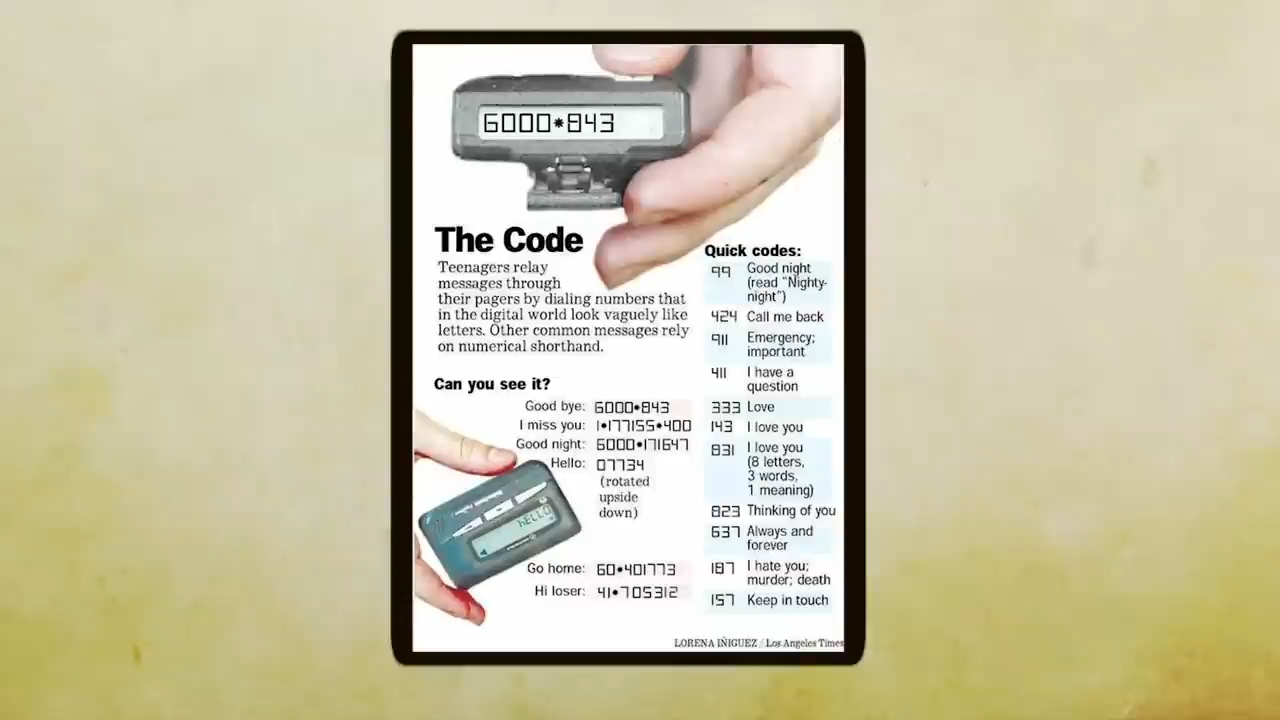 6000*843
The Code
Teenagers relay
messages through
their pagers by dialing numbers that
in the digital world look vaguely like
letters. Other common messages rely
on numerical shorthand.
Can you see it?
Good bye: 6000*843
I miss you: 1*177155*400
Good night: 6000*171647
Hello: 07734
(rotated
upside
down)
HELLO
Go home: 60*401773
Hi loser: 41*705312
Quick codes:
99 Good night
(read "Nighty-
night")
424 Call me back
911 Emergency;
important
411 I have a
question
333 Love
143 I love you
831 I love you
(8 letters,
3 words,
1 meaning)
823 Thinking of you
637 Always and
forever
187 I hate you;
murder; death
157 Keep in touch
LORENA IÑIGUEZ / Los Angeles Times